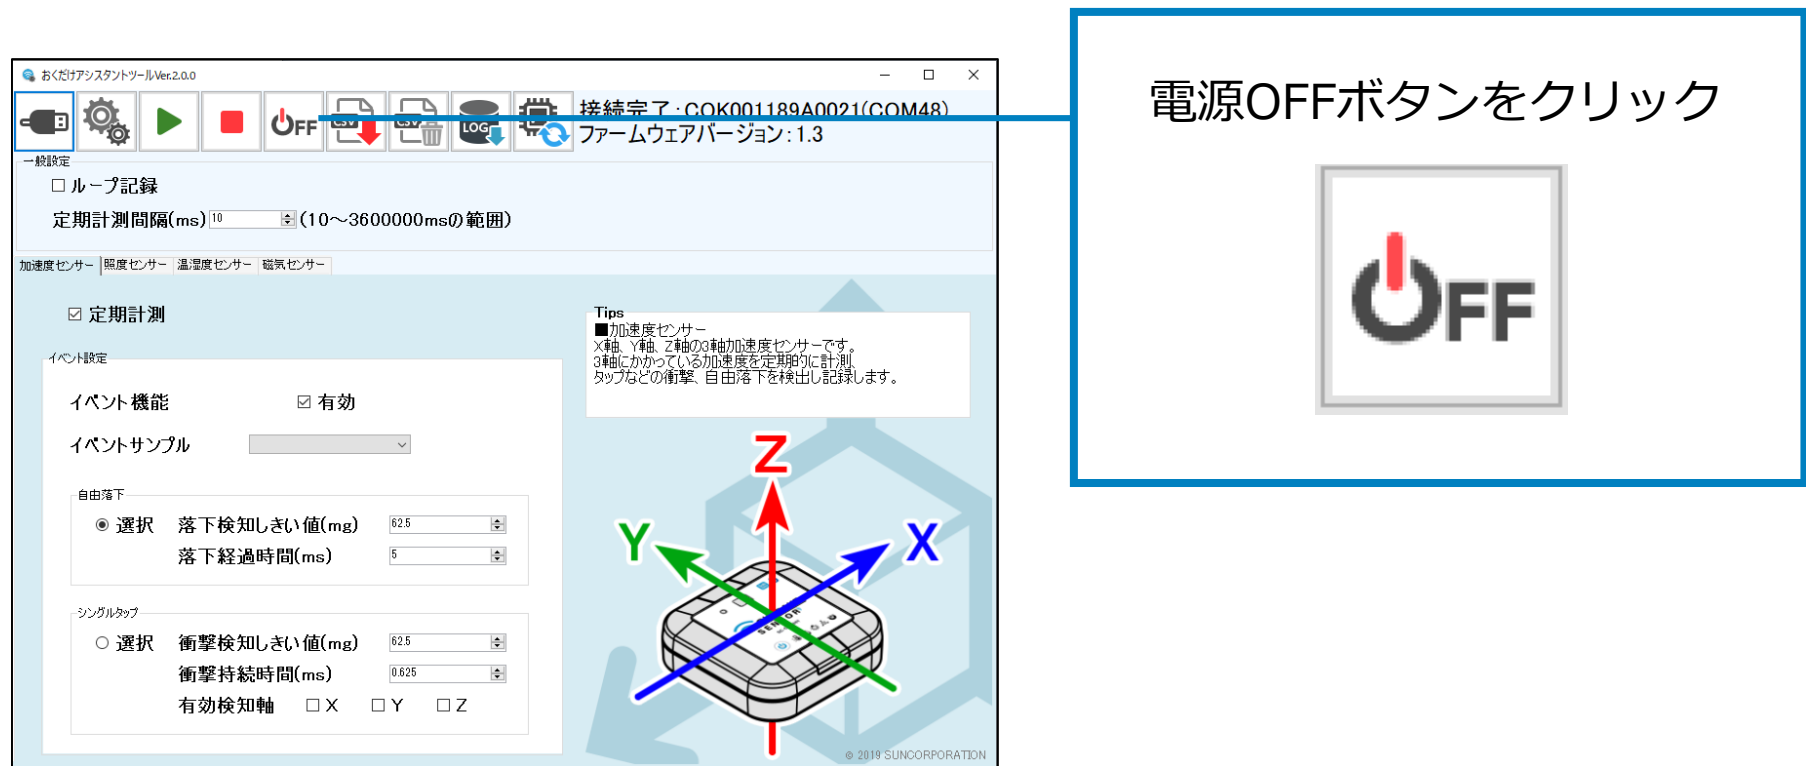 おくだけアシスタントツールVer.2.0.0
OFF
CSV
CSV
LOG
接続完了:COK001189A0021(COM48)
ファームウェアバージョン:1.3
一般設定
ループ記録
定期計測間隔(ms) 10 (10～3600000msの範囲)
加速度センサー 照度センサー 温湿度センサー 磁気センサー
定期計測
イベント設定
イベント機能 有効
イベントサンプル
自由落下
選択 落下検知しきい値(mg) 62.5
落下経過時間(ms) 5
シングルタップ
選択 衝撃検知しきい値(mg) 62.5
衝撃持続時間(ms) 0.625
有効検知軸 X Y Z
Tips
■加速度センサー
X軸、Y軸、Z軸の3軸加速度センサーです。
3軸にかかっている加速度を定期的に計測、
タップなどの衝撃、自由落下を検出し記録します。
Z
Y
X
SENSOR
© 2019 SUNCORPORATION
電源OFFボタンをクリック
OFF